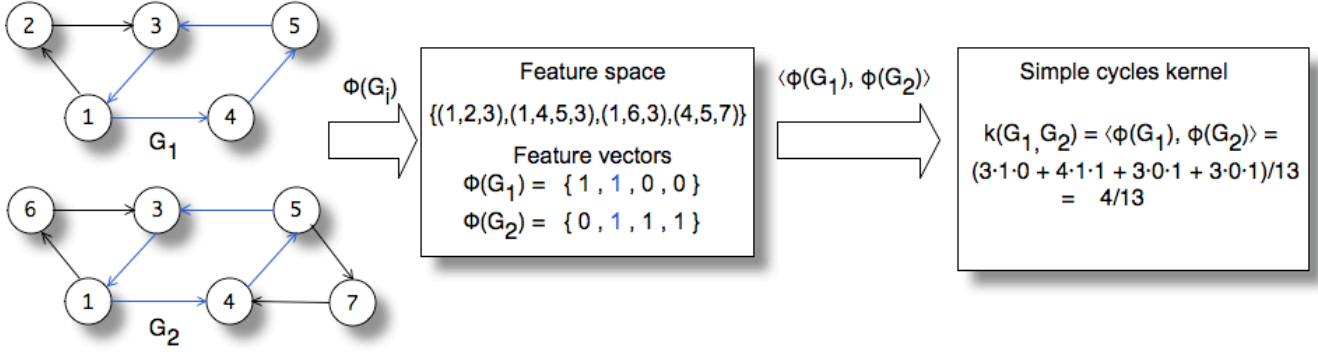 2
3
5
1
4
G₁
6
3
5
1
4
7
G₂
Φ(Gᵢ)
Feature space
{(1,2,3),(1,4,5,3),(1,6,3),(4,5,7)}
Feature vectors
Φ(G₁) = { 1 , 1 , 0 , 0 }
Φ(G₂) = { 0 , 1 , 1 , 1 }
⟨φ(G₁), φ(G₂)⟩
Simple cycles kernel
k(G₁,G₂) = ⟨φ(G₁), φ(G₂)⟩ =
(3·1·0 + 4·1·1 + 3·0·1 + 3·0·1)/13
= 4/13